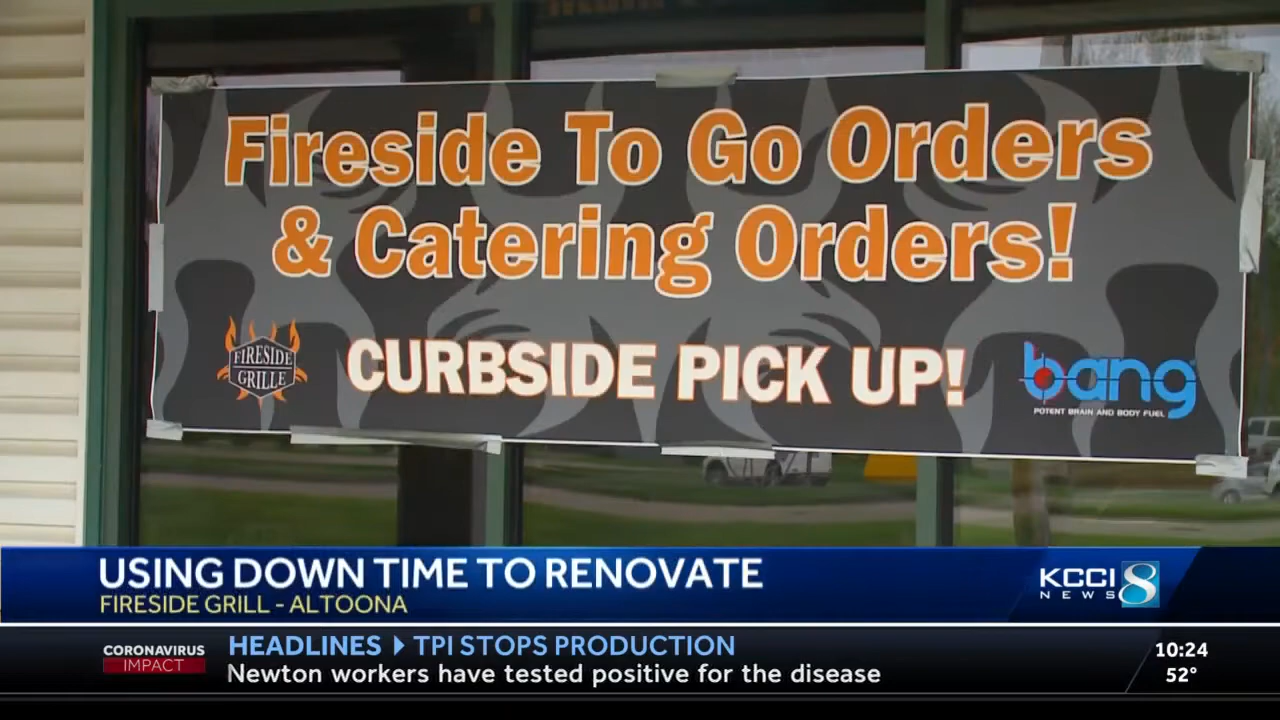 Fireside To Go Orders
& Catering Orders!
FIRESIDE
GRILLE
CURBSIDE PICK UP!
bang
POTENT BRAIN AND BODY FUEL
USING DOWN TIME TO RENOVATE
FIRESIDE GRILL - ALTOONA
KCCI 8
NEWS
CORONAVIRUS
IMPACT
HEADLINES TPI STOPS PRODUCTION
Newton workers have tested positive for the disease
10:24
52°